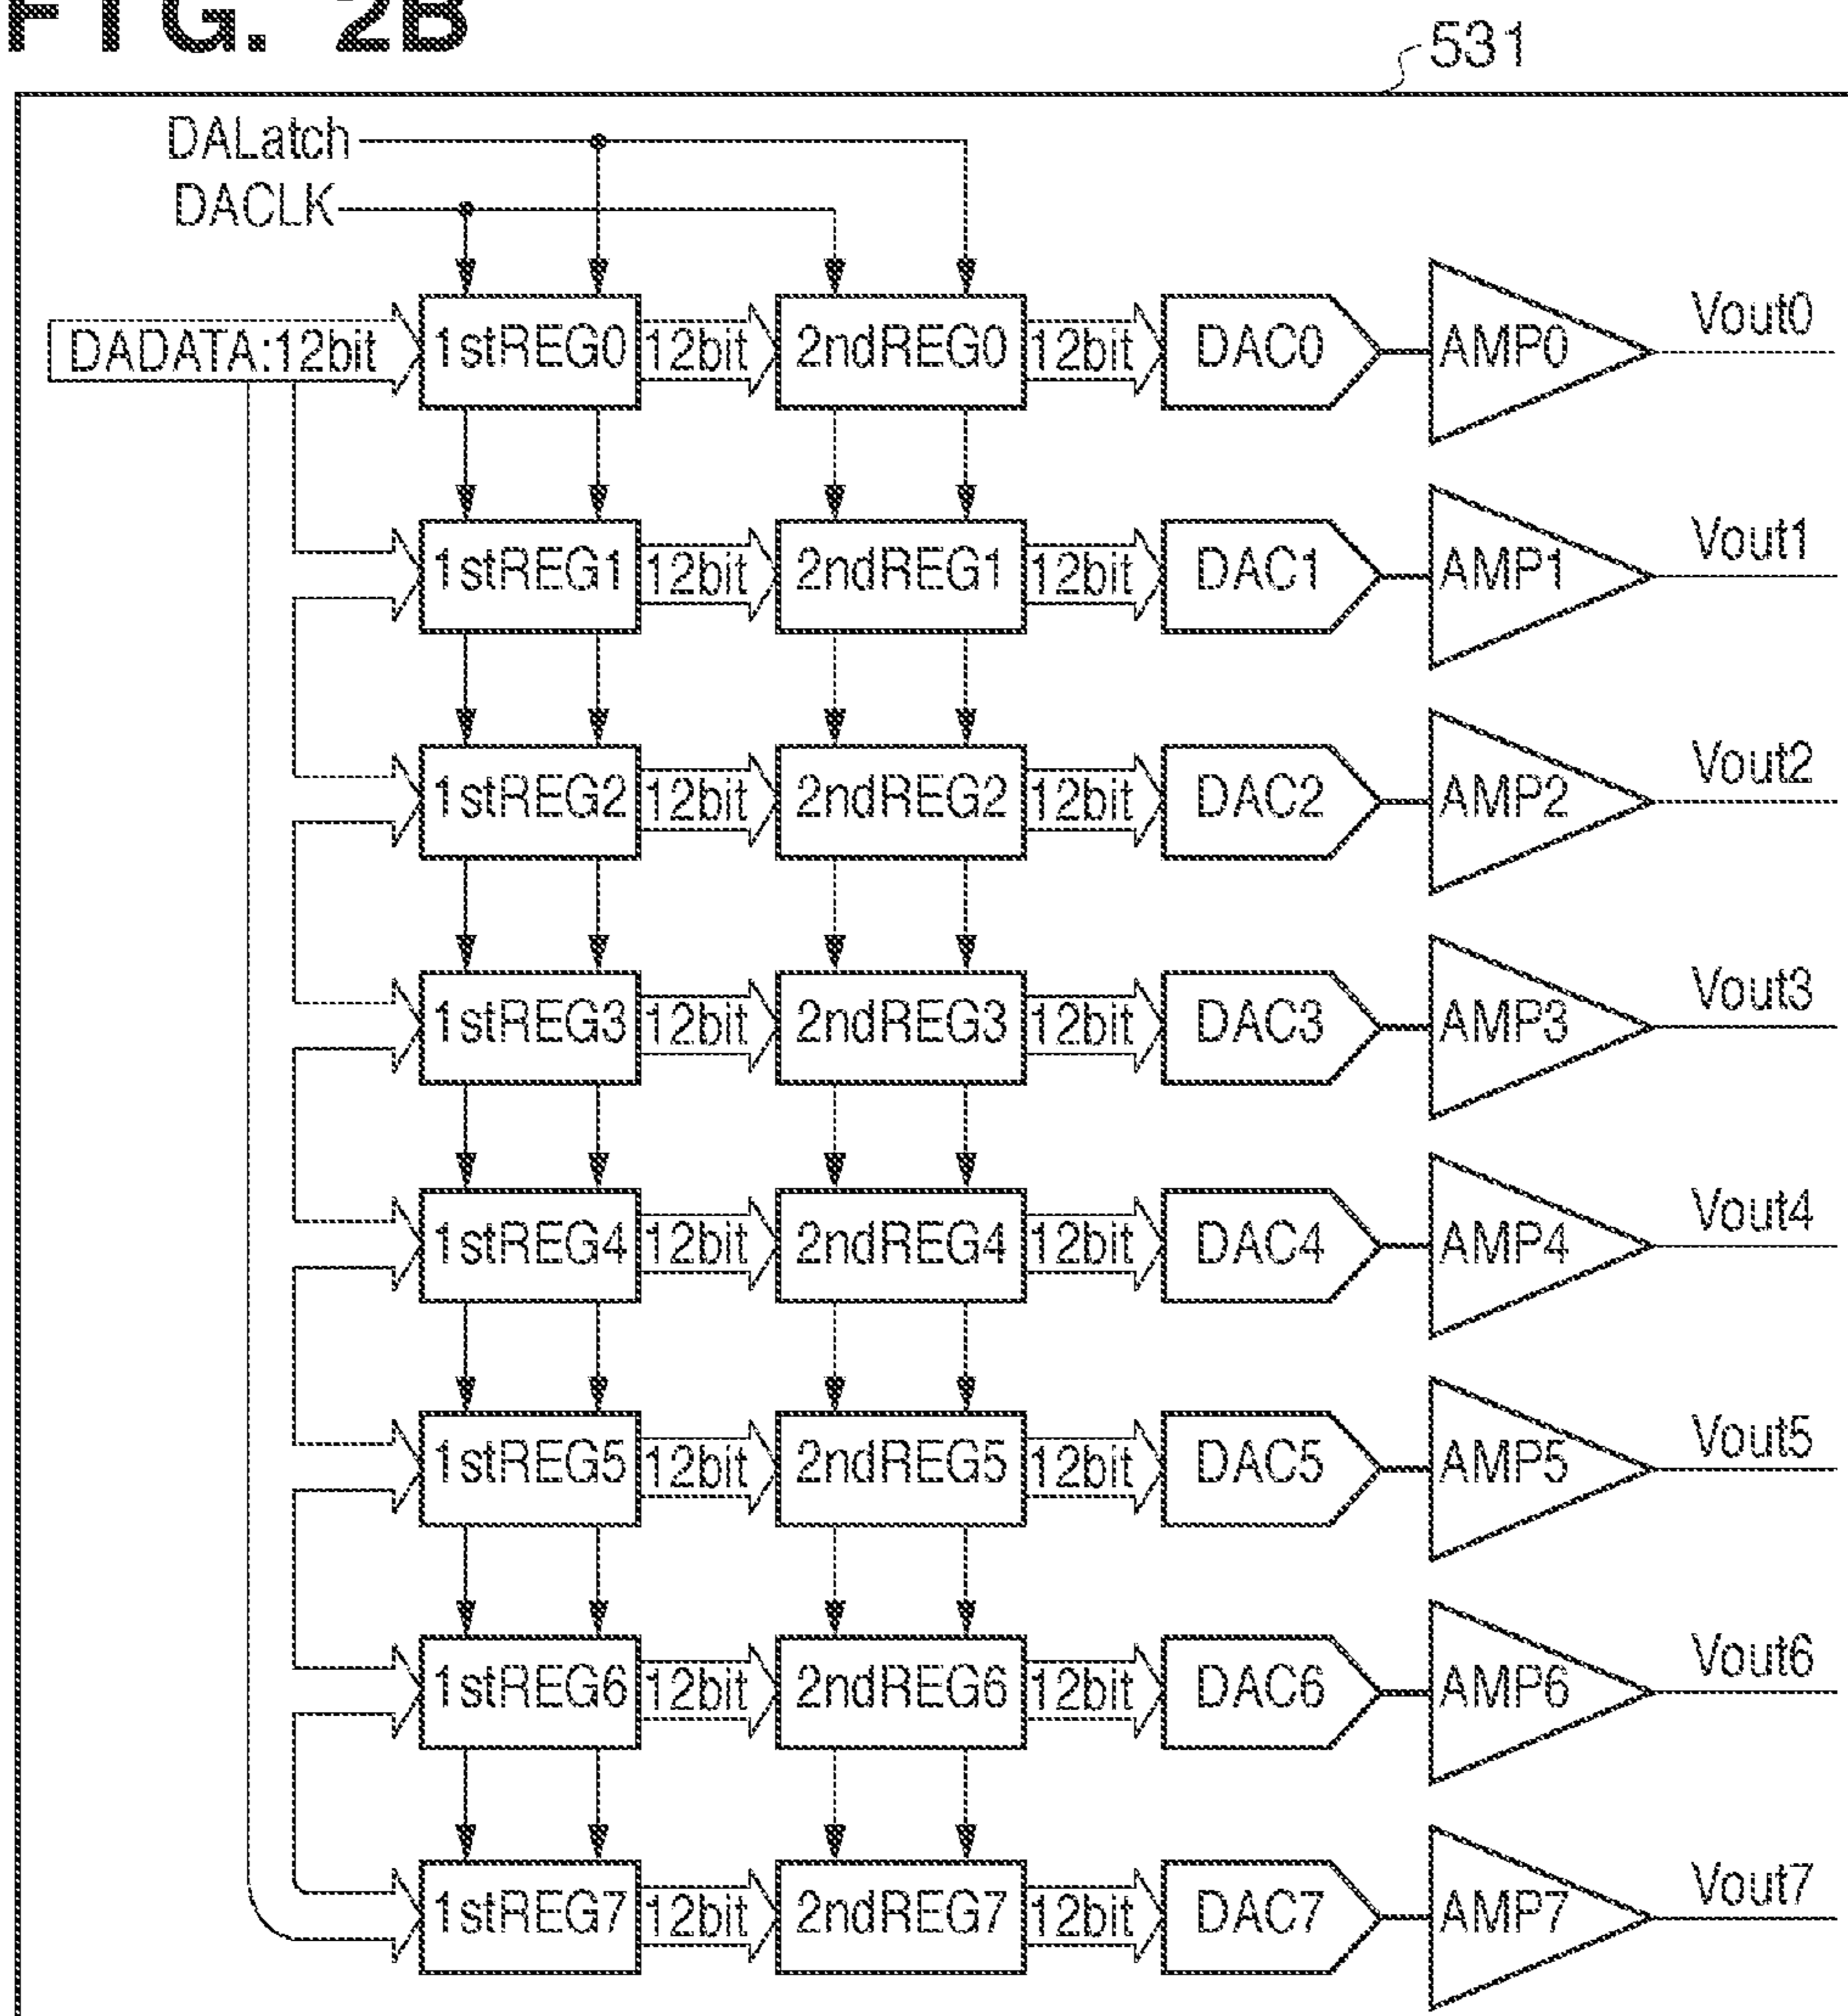 FIG. 2B
531
DALatch
DACLK
DADATA:12bit 1stREG0 12bit 2ndREG0 12bit DAC0 AMP0 Vout0
1stREG1 12bit 2ndREG1 12bit DAC1 AMP1 Vout1
1stREG2 12bit 2ndREG2 12bit DAC2 AMP2 Vout2
1stREG3 12bit 2ndREG3 12bit DAC3 AMP3 Vout3
1stREG4 12bit 2ndREG4 12bit DAC4 AMP4 Vout4
1stREG5 12bit 2ndREG5 12bit DAC5 AMP5 Vout5
1stREG6 12bit 2ndREG6 12bit DAC6 AMP6 Vout6
1stREG7 12bit 2ndREG7 12bit DAC7 AMP7 Vout7